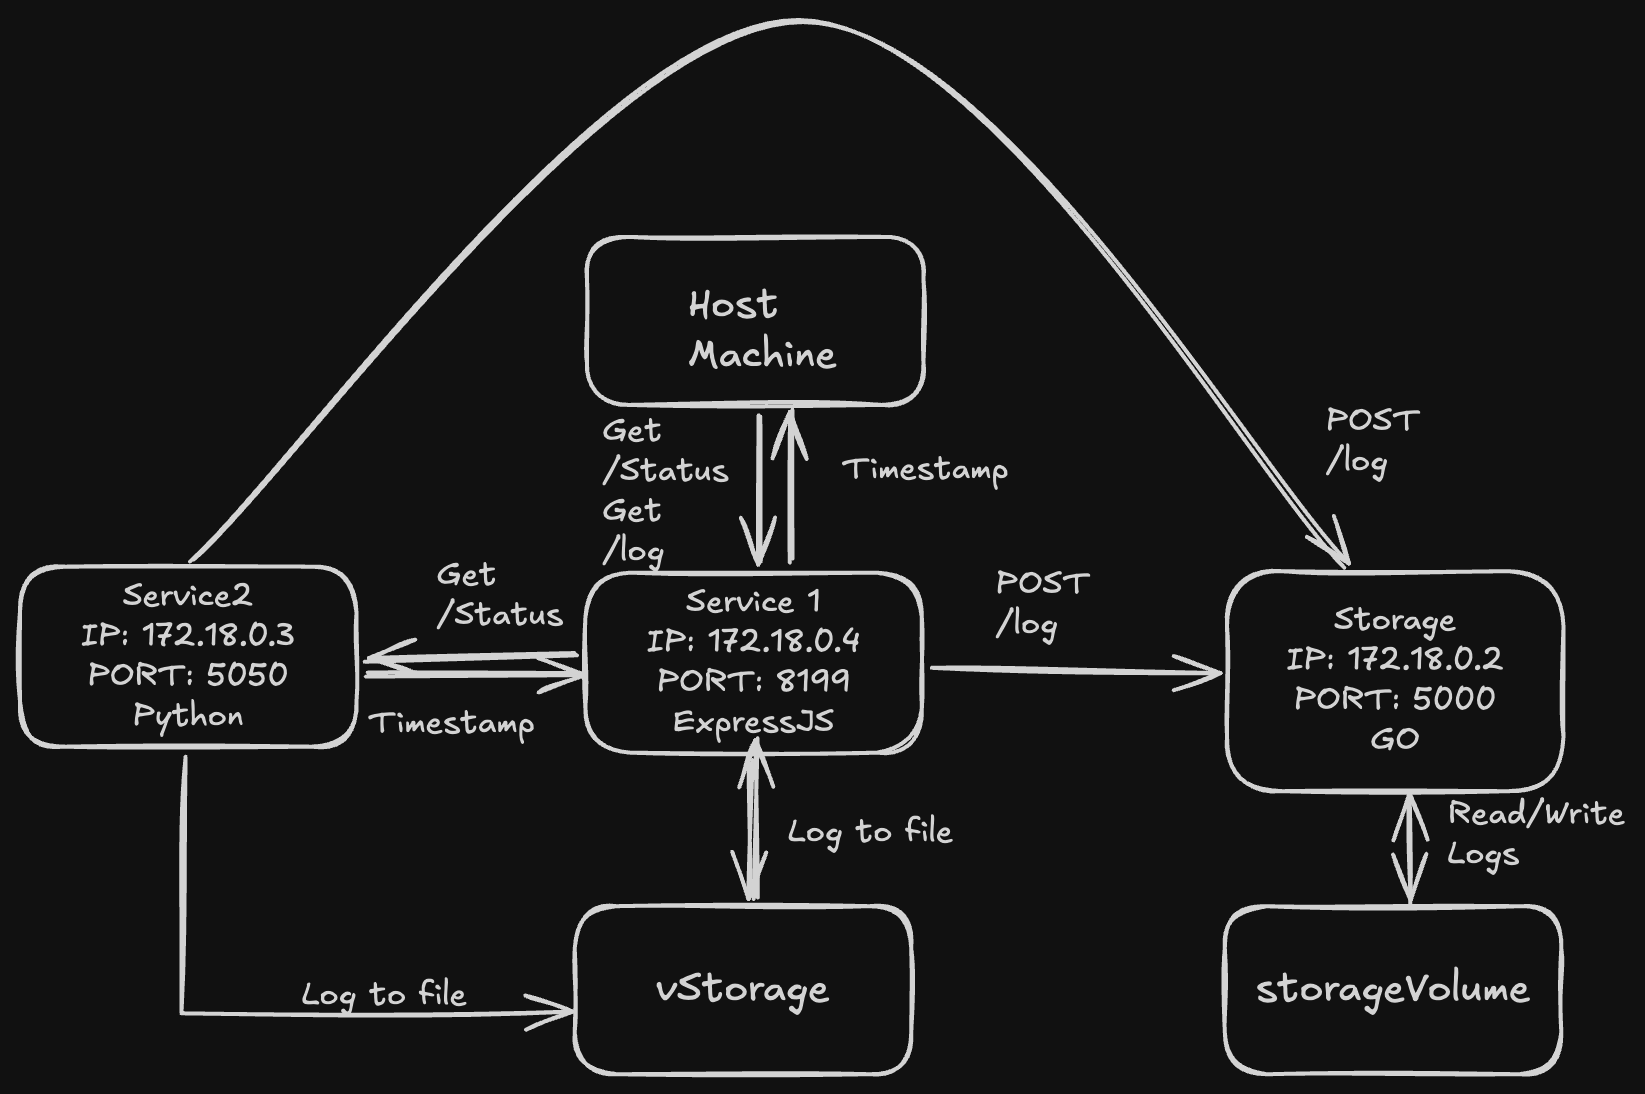 Host
Machine
POST
/log
Get
/Status
Get
/log
Timestamp
Service2
IP: 172.18.0.3
PORT: 5050
Python
Get
/Status
Timestamp
Service 1
IP: 172.18.0.4
PORT: 8199
ExpressJS
POST
/log
Storage
IP: 172.18.0.2
PORT: 5000
GO
Log to file
Read/Write
Logs
Log to file
vStorage
storageVolume